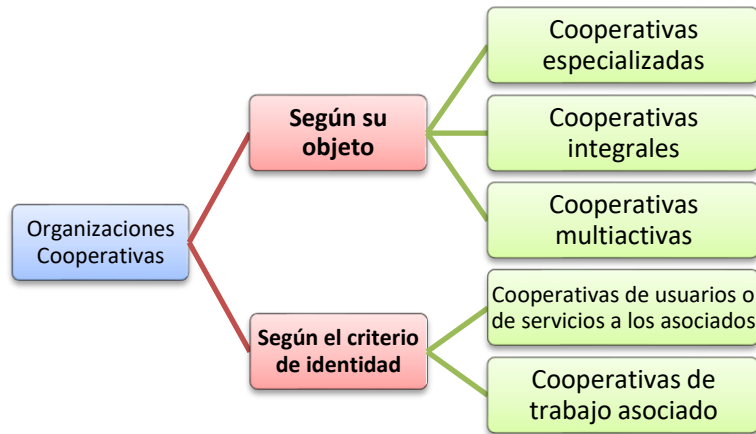 Organizaciones
Cooperativas
Según su
objeto
Cooperativas
especializadas
Cooperativas
integrales
Cooperativas
multiactivas
Según el criterio
de identidad
Cooperativas de usuarios o
de servicios a los asociados
Cooperativas de
trabajo asociado